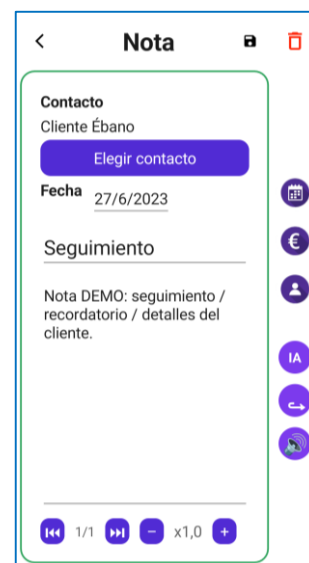 Nota
Contacto
Cliente Ébano
Elegir contacto
Fecha 27/6/2023
Seguimiento
Nota DEMO: seguimiento /
recordatorio / detalles del
cliente.
€
IA
1/1 − x1,0 +